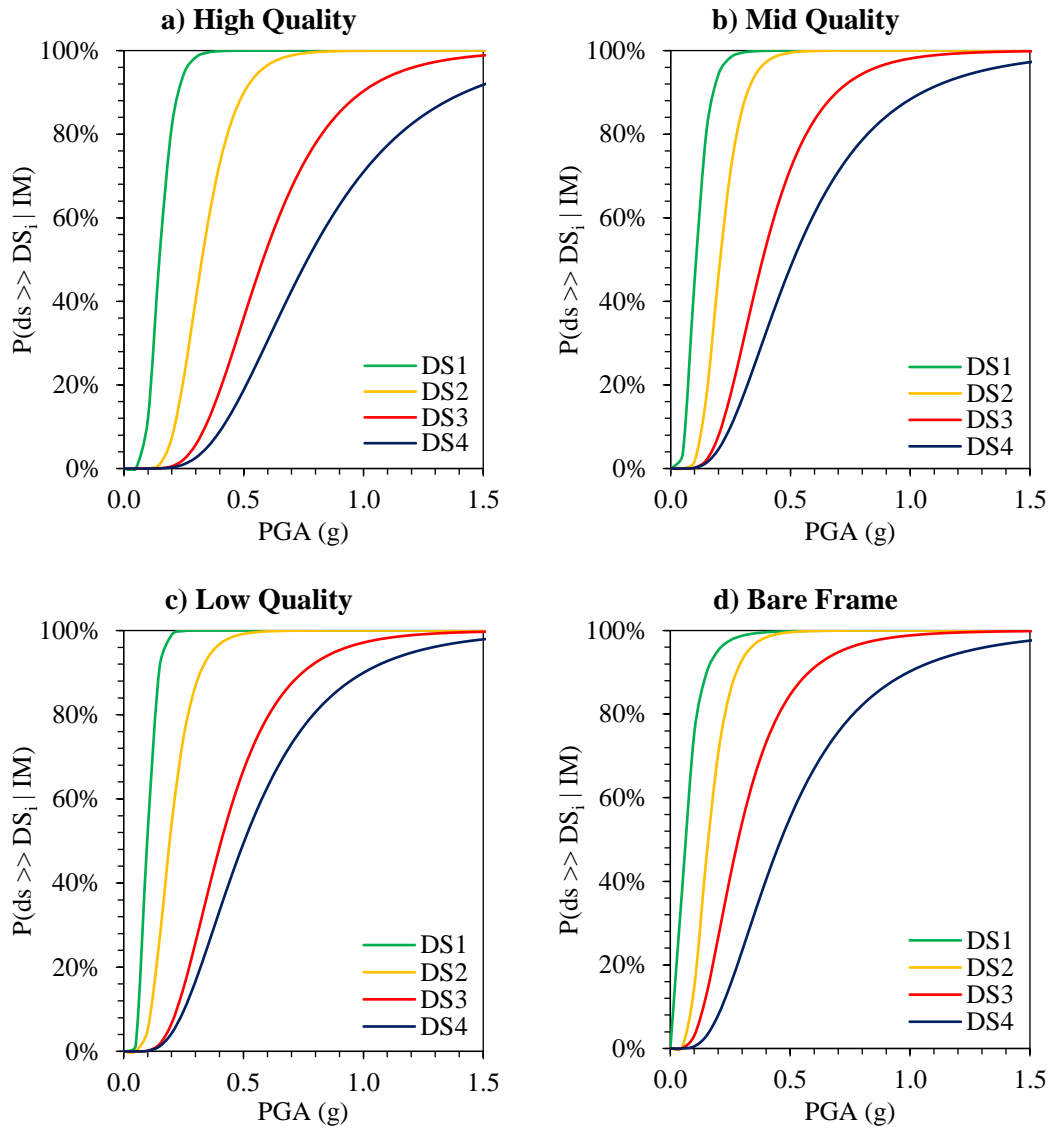 a) High Quality
P(ds >> DSi | IM)
100%
80%
60%
40%
20%
0%
DS1
DS2
DS3
DS4
0.0 0.5 1.0 1.5
PGA (g)
b) Mid Quality
P(ds >> DSi | IM)
100%
80%
60%
40%
20%
0%
DS1
DS2
DS3
DS4
0.0 0.5 1.0 1.5
PGA (g)
c) Low Quality
P(ds >> DSi | IM)
100%
80%
60%
40%
20%
0%
DS1
DS2
DS3
DS4
0.0 0.5 1.0 1.5
PGA (g)
d) Bare Frame
P(ds >> DSi | IM)
100%
80%
60%
40%
20%
0%
DS1
DS2
DS3
DS4
0.0 0.5 1.0 1.5
PGA (g)